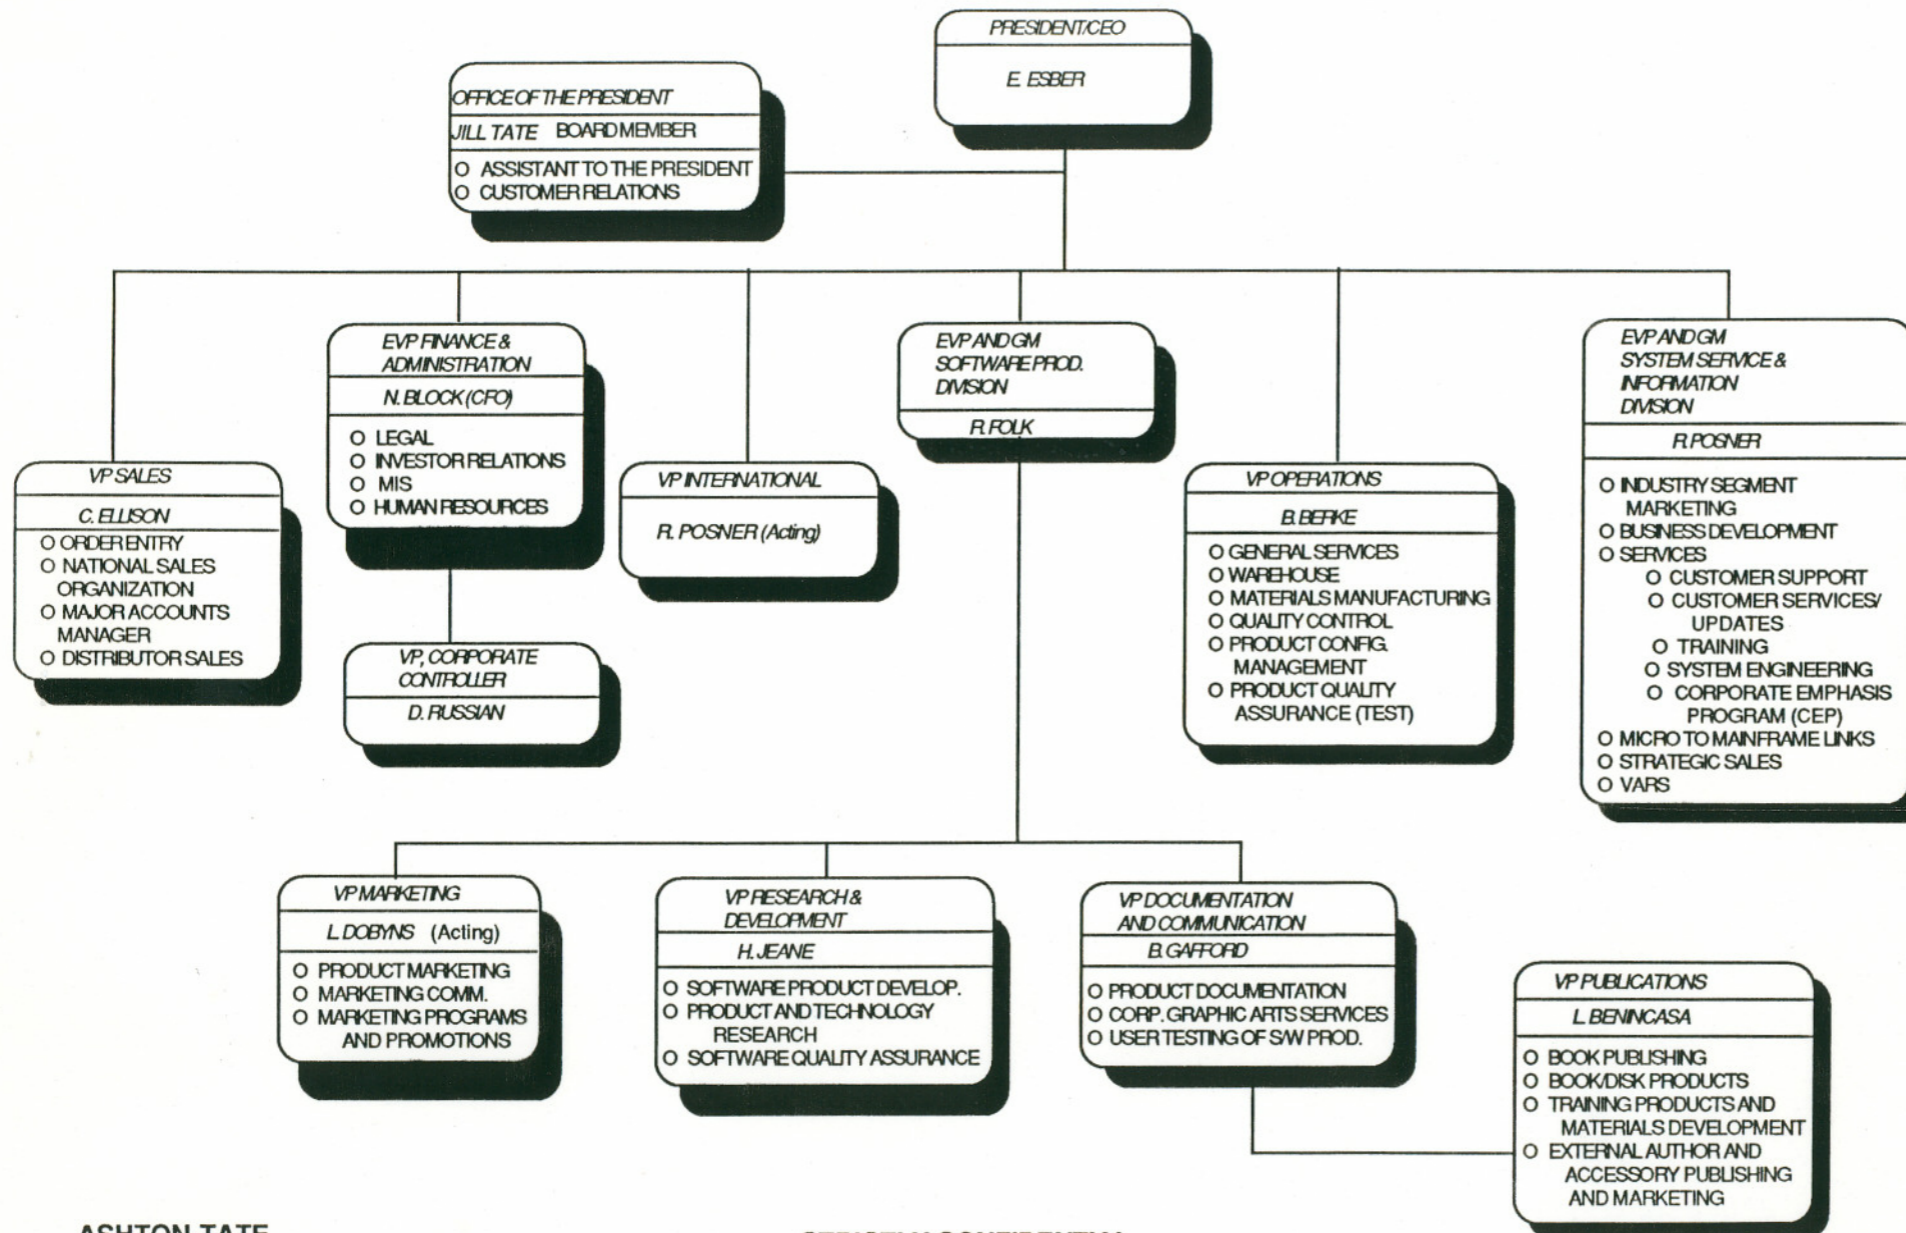 PRESIDENT/CEO
E. ESBER
OFFICE OF THE PRESIDENT
JILL TATE BOARD MEMBER
O ASSISTANT TO THE PRESIDENT
O CUSTOMER RELATIONS
VP SALES
C. ELLISON
O ORDER ENTRY
O NATIONAL SALES
ORGANIZATION
O MAJOR ACCOUNTS
MANAGER
O DISTRIBUTOR SALES
EVP FINANCE &
ADMINISTRATION
N. BLOCK (CFO)
O LEGAL
O INVESTOR RELATIONS
O MIS
O HUMAN RESOURCES
VP, CORPORATE
CONTROLLER
D. RUSSIAN
VP INTERNATIONAL
R. POSNER (Acting)
EVP AND GM
SOFTWARE PROD.
DIVISION
R. FOLK
VP OPERATIONS
B. BERKE
O GENERAL SERVICES
O WAREHOUSE
O MATERIALS MANUFACTURING
O QUALITY CONTROL
O PRODUCT CONFIG.
MANAGEMENT
O PRODUCT QUALITY
ASSURANCE (TEST)
EVP AND GM
SYSTEM SERVICE &
INFORMATION
DIVISION
R. POSNER
O INDUSTRY SEGMENT
MARKETING
O BUSINESS DEVELOPMENT
O SERVICES
O CUSTOMER SUPPORT
O CUSTOMER SERVICES/
UPDATES
O TRAINING
O SYSTEM ENGINEERING
O CORPORATE EMPHASIS
PROGRAM (CEP)
O MICRO TO MAINFRAME LINKS
O STRATEGIC SALES
O VARS
VP MARKETING
L. DOBYNS (Acting)
O PRODUCT MARKETING
O MARKETING COMM.
O MARKETING PROGRAMS
AND PROMOTIONS
VP RESEARCH &
DEVELOPMENT
H. JEANE
O SOFTWARE PRODUCT DEVELOP.
O PRODUCT AND TECHNOLOGY
RESEARCH
O SOFTWARE QUALITY ASSURANCE
VP DOCUMENTATION
AND COMMUNICATION
B. GAFFORD
O PRODUCT DOCUMENTATION
O CORP. GRAPHIC ARTS SERVICES
O USER TESTING OF S/W PROD.
VP PUBLICATIONS
L. BENINCASA
O BOOK PUBLISHING
O BOOK/DISK PRODUCTS
O TRAINING PRODUCTS AND
MATERIALS DEVELOPMENT
O EXTERNAL AUTHOR AND
ACCESSORY PUBLISHING
AND MARKETING
ASHTON-TATE
STRICTLY CONFIDENTIAL